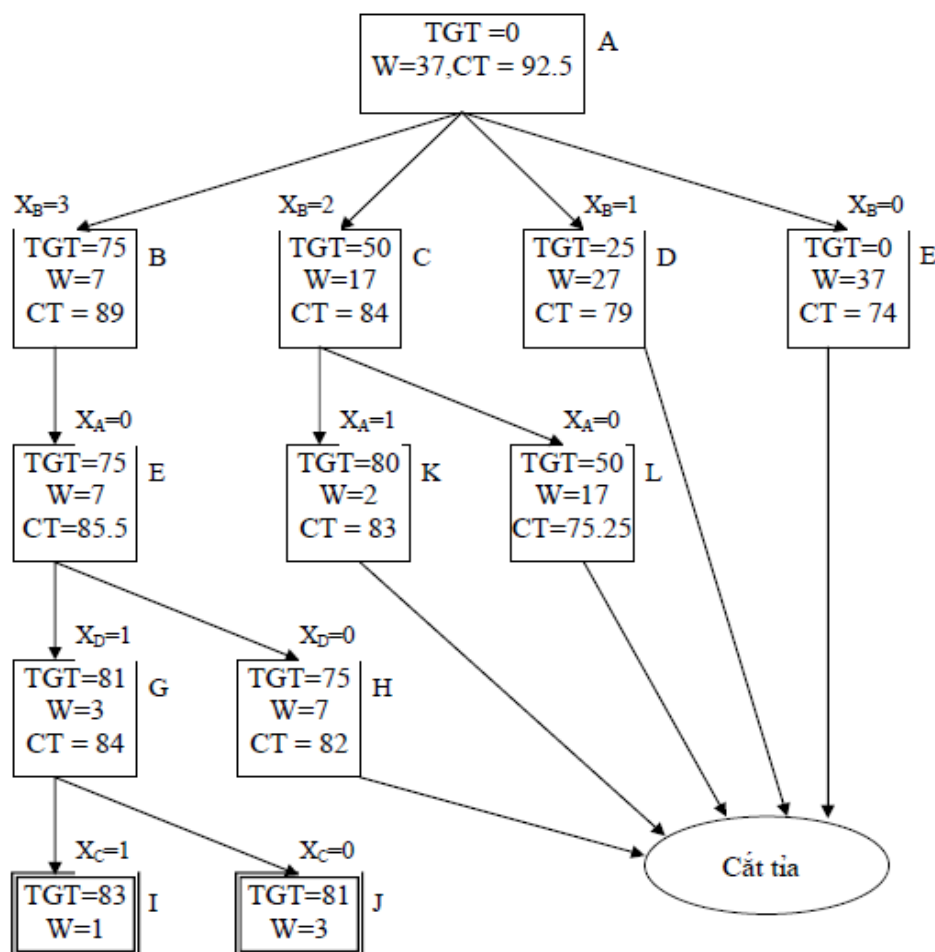 TGT =0
W=37,CT = 92.5
A
X_B=3
X_B=2
X_B=1
X_B=0
TGT=75
W=7
CT = 89
B
TGT=50
W=17
CT = 84
C
TGT=25
W=27
CT = 79
D
TGT=0
W=37
CT = 74
E
X_A=0
X_A=1
X_A=0
TGT=75
W=7
CT=85.5
E
TGT=80
W=2
CT = 83
K
TGT=50
W=17
CT=75.25
L
X_D=1
X_D=0
TGT=81
W=3
CT = 84
G
TGT=75
W=7
CT = 82
H
X_C=1
X_C=0
TGT=83
W=1
I
TGT=81
W=3
J
Cắt tỉa